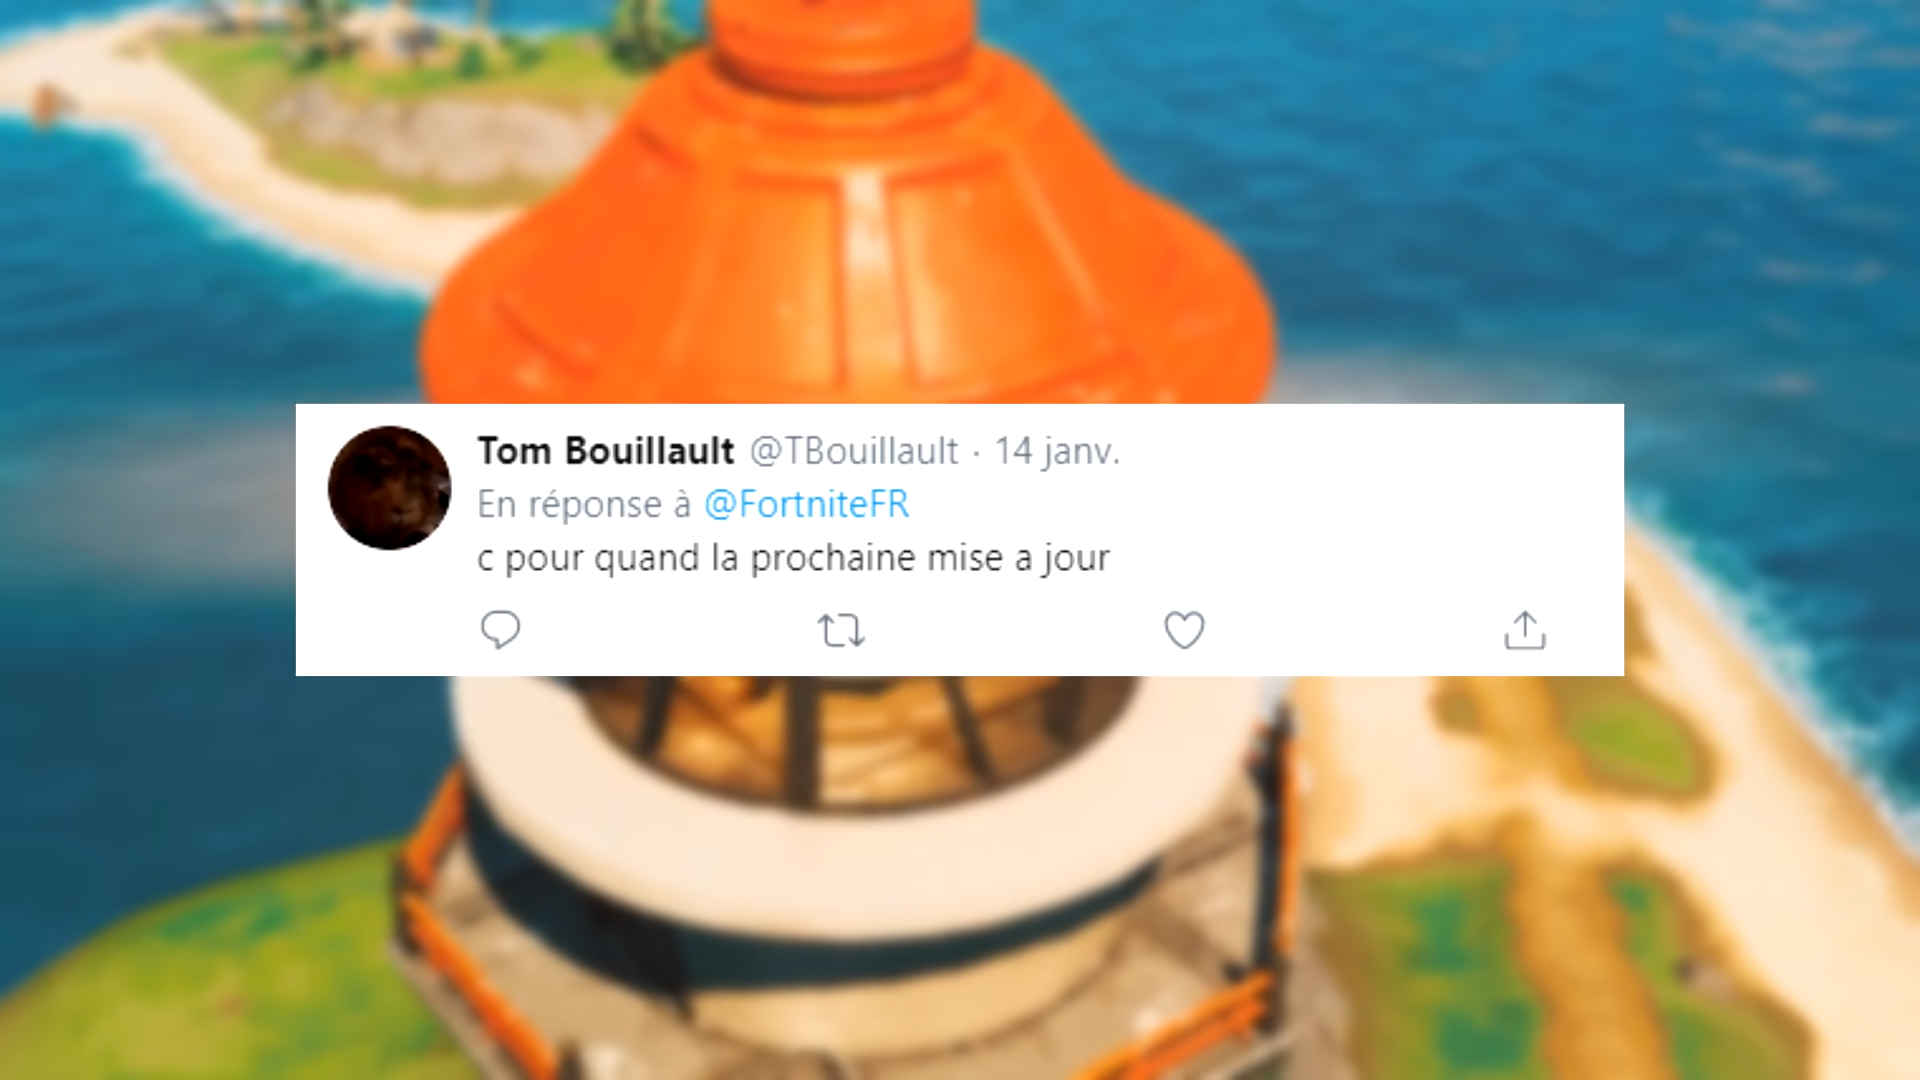 Tom Bouillault @TBouillault · 14 janv.
En réponse à @FortniteFR
c pour quand la prochaine mise a jour